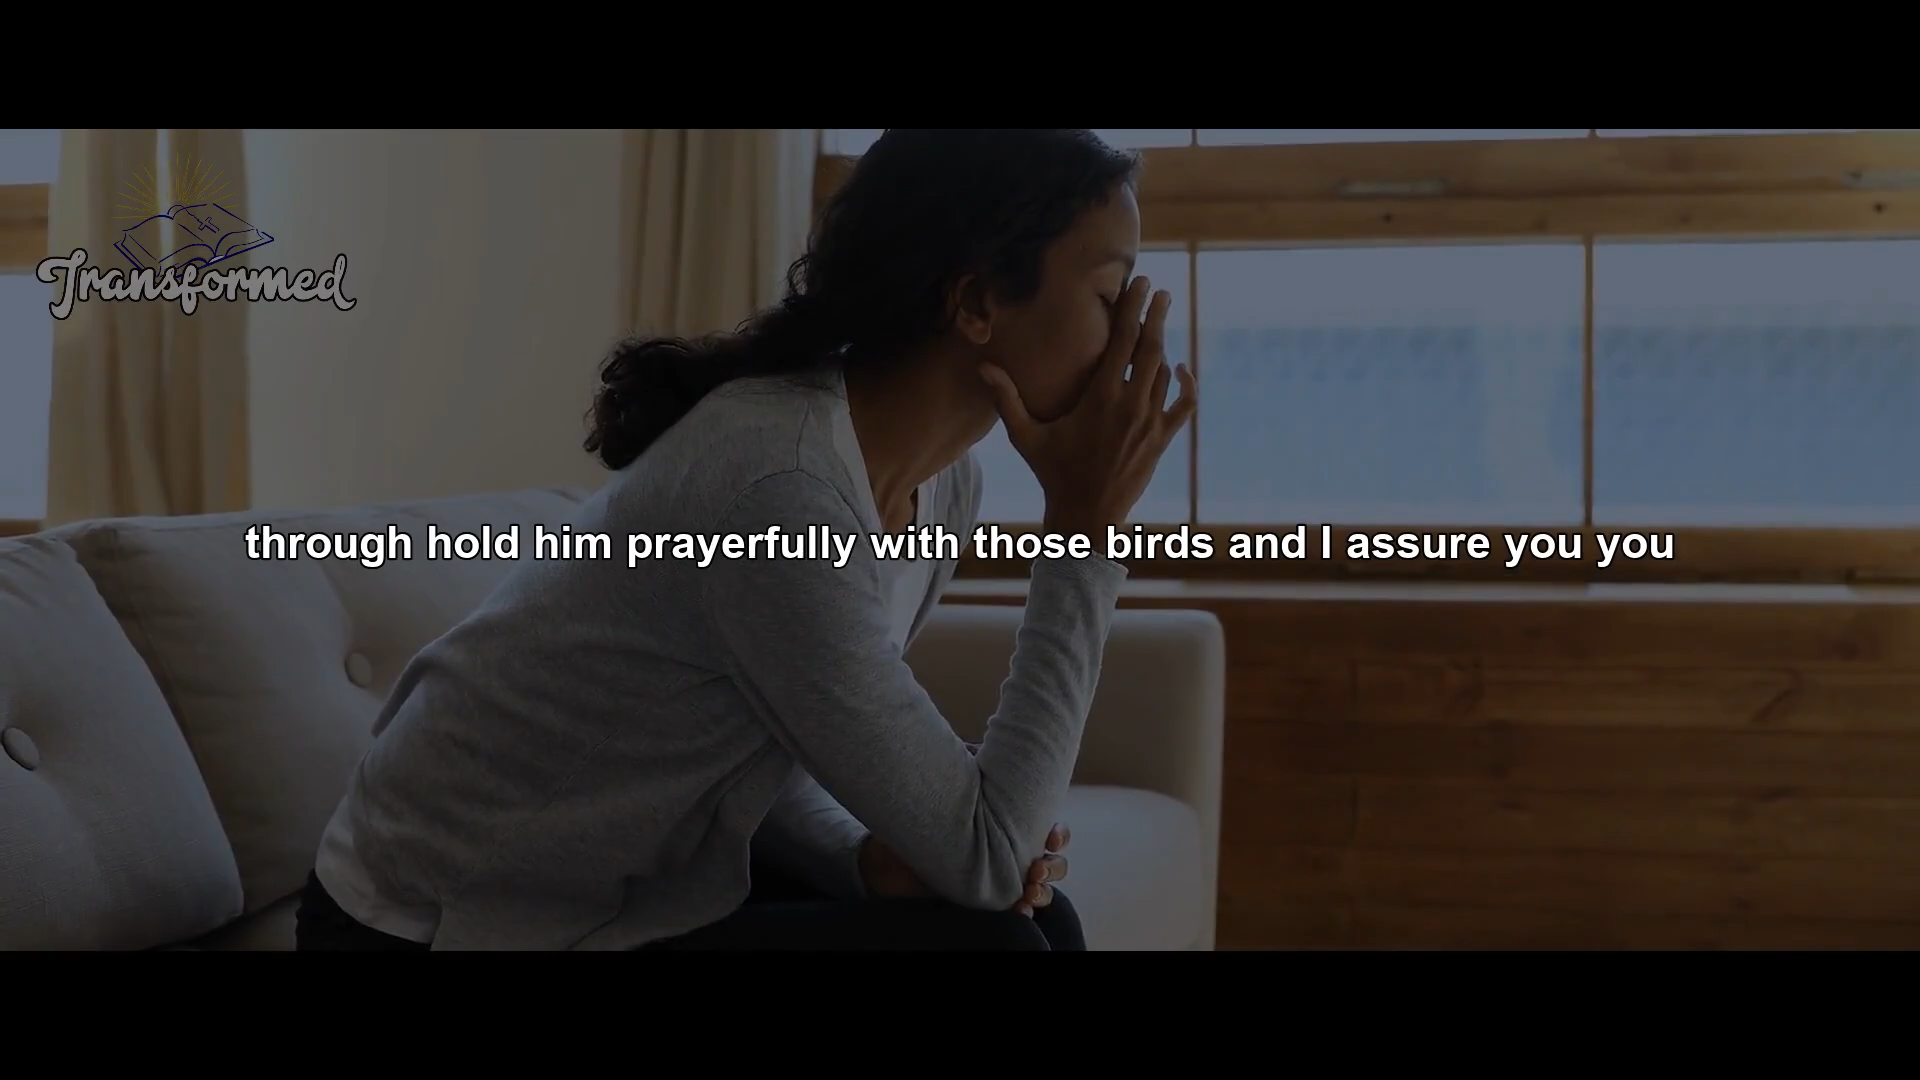 Transformed
through hold him prayerfully with those birds and I assure you you